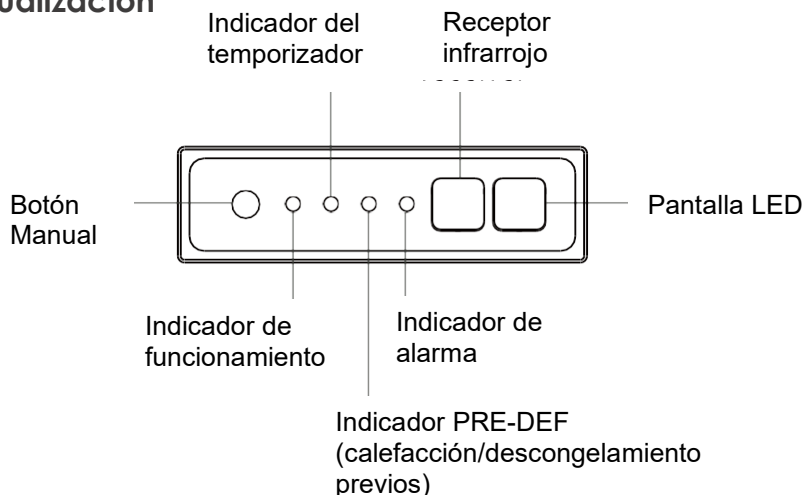 Indicador del
temporizador
Receptor
infrarrojo
Botón
Manual
Pantalla LED
Indicador de
funcionamiento
Indicador de
alarma
Indicador PRE-DEF
(calefacción/descongelamiento
previos)